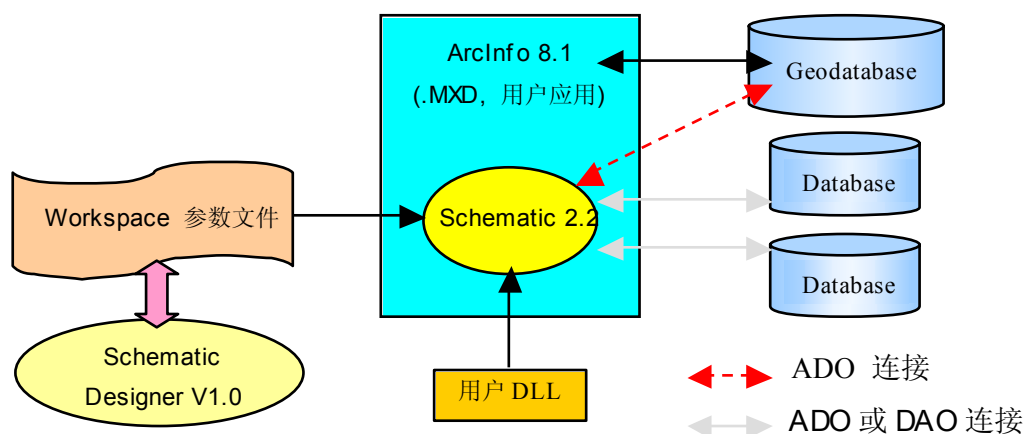 ArcInfo 8.1
(.MXD, 用户应用)
Geodatabase
Database
Workspace 参数文件
Schematic 2.2
Database
Schematic
Designer V1.0
用户 DLL
ADO 连接
ADO 或 DAO 连接